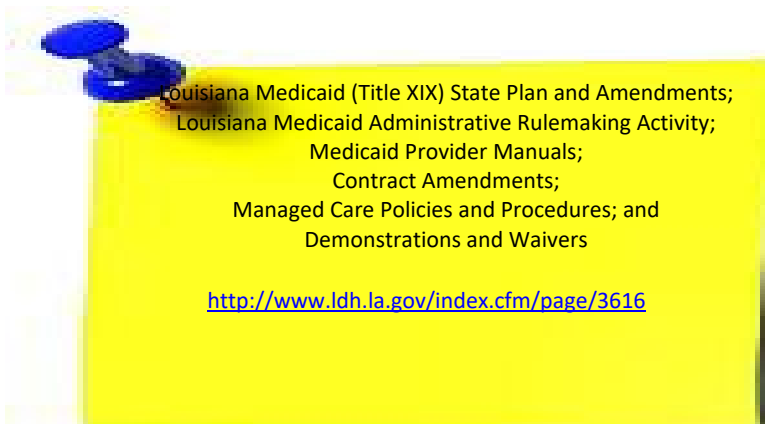 Louisiana Medicaid (Title XIX) State Plan and Amendments;
Louisiana Medicaid Administrative Rulemaking Activity;
Medicaid Provider Manuals;
Contract Amendments;
Managed Care Policies and Procedures; and
Demonstrations and Waivers
http://www.ldh.la.gov/index.cfm/page/3616